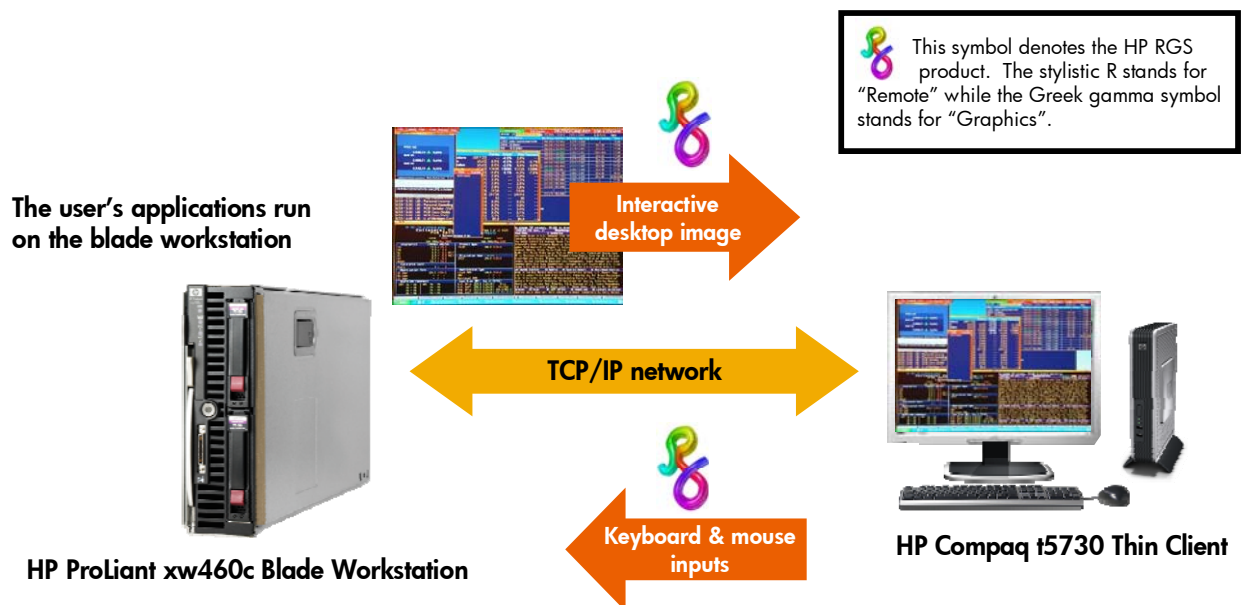 This symbol denotes the HP RGS
product. The stylistic R stands for
“Remote” while the Greek gamma symbol
stands for “Graphics”.
The user’s applications run
on the blade workstation
Interactive
desktop image
TCP/IP network
Keyboard & mouse
inputs
HP ProLiant xw460c Blade Workstation
HP Compaq t5730 Thin Client